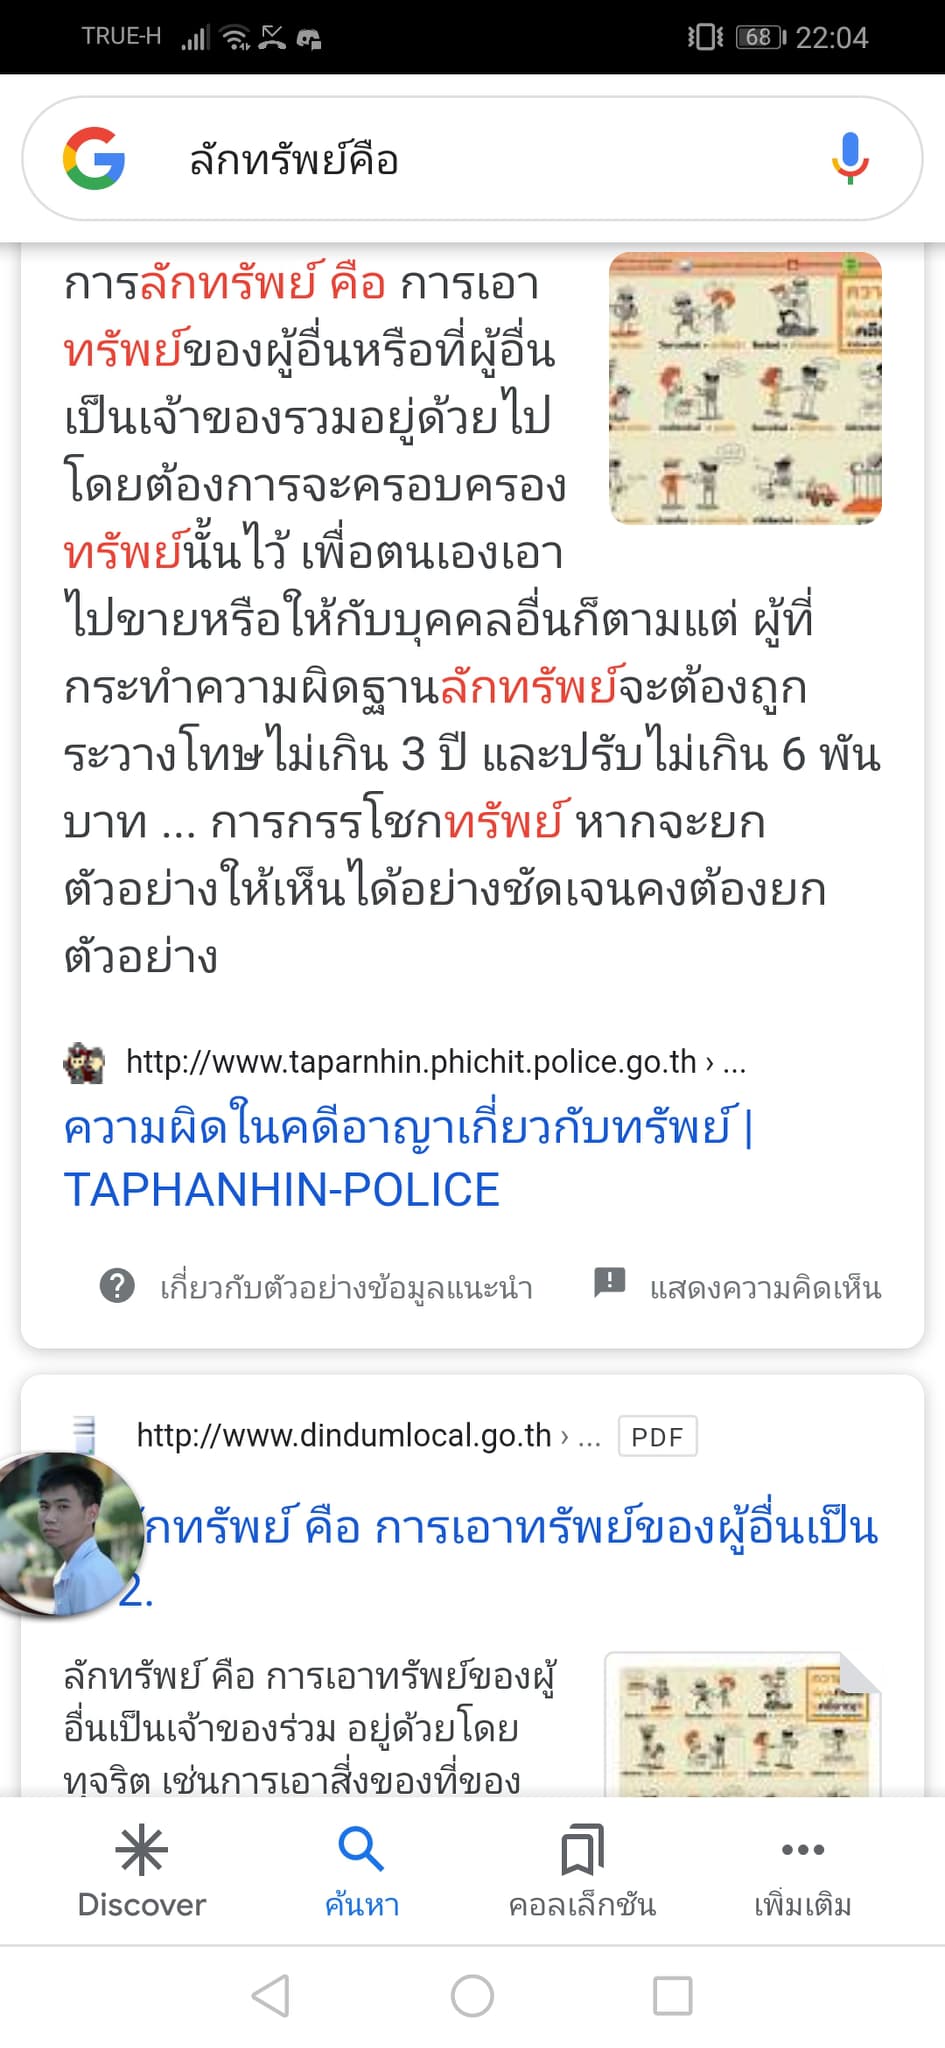 TRUE-H 68 22:04
ลักทรัพย์คือ
การลักทรัพย์ คือ การเอา
ทรัพย์ของผู้อื่นหรือที่ผู้อื่น
เป็นเจ้าของรวมอยู่ด้วยไป
โดยต้องการจะครอบครอง
ทรัพย์นั้นไว้ เพื่อตนเองเอา
ไปขายหรือให้กับบุคคลอื่นก็ตามแต่ ผู้ที่
กระทำความผิดฐานลักทรัพย์จะต้องถูก
ระวางโทษไม่เกิน 3 ปี และปรับไม่เกิน 6 พัน
บาท ... การกรรโชกทรัพย์ หากจะยก
ตัวอย่างให้เห็นได้อย่างชัดเจนคงต้องยก
ตัวอย่าง
http://www.taparnhin.phichit.police.go.th › ...
ความผิดในคดีอาญาเกี่ยวกับทรัพย์ |
TAPHANHIN-POLICE
เกี่ยวกับตัวอย่างข้อมูลแนะนำ แสดงความคิดเห็น
http://www.dindumlocal.go.th › ... PDF
กทรัพย์ คือ การเอาทรัพย์ของผู้อื่นเป็น
2.
ลักทรัพย์ คือ การเอาทรัพย์ของผู้
อื่นเป็นเจ้าของร่วม อยู่ด้วยโดย
ทุจริต เช่นการเอาสิ่งของที่ของ
Discover ค้นหา คอลเล็กชัน เพิ่มเติม